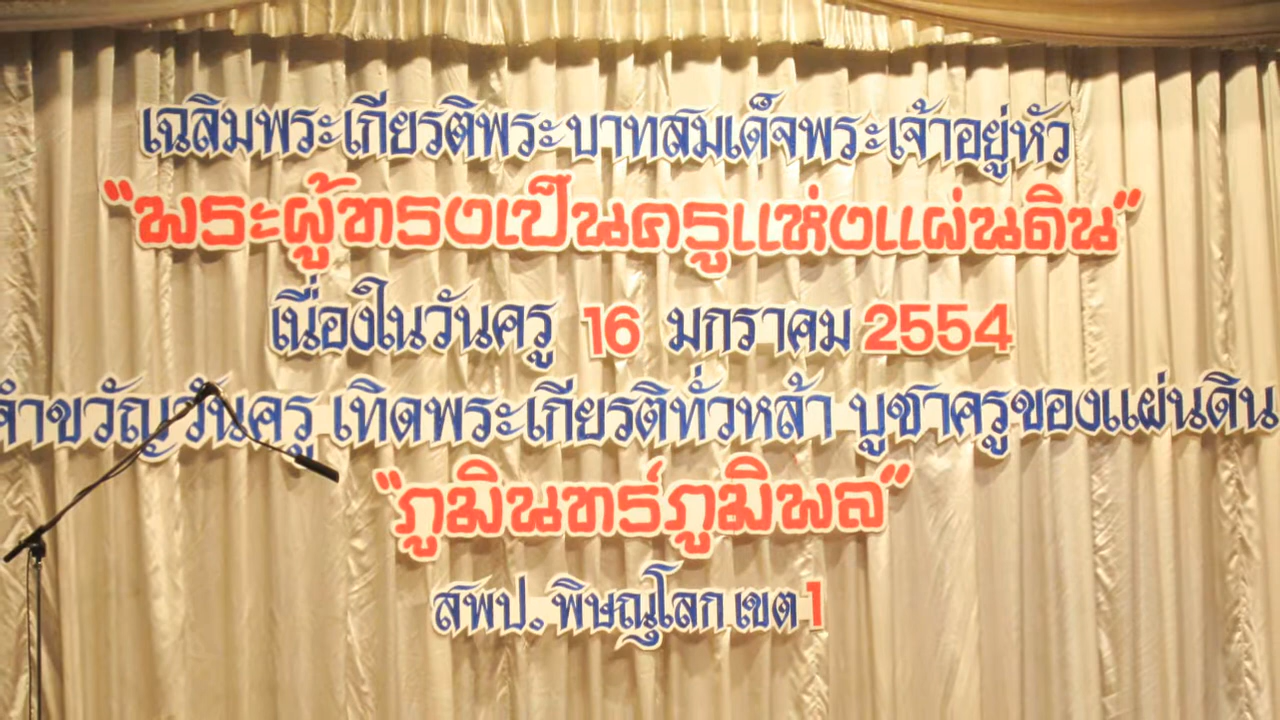 เฉลิมพระเกียรติพระบาทสมเด็จพระเจ้าอยู่หัว
"พระผู้ทรงเป็นครูแห่งแผ่นดิน"
เนื่องในวันครู 16 มกราคม 2554
คำขวัญวันครู เทิดพระเกียรติทั่วหล้า บูชาครูของแผ่นดิน
"ภูมินทร์ภูมิพล"
สพป. พิษณุโลก เขต 1